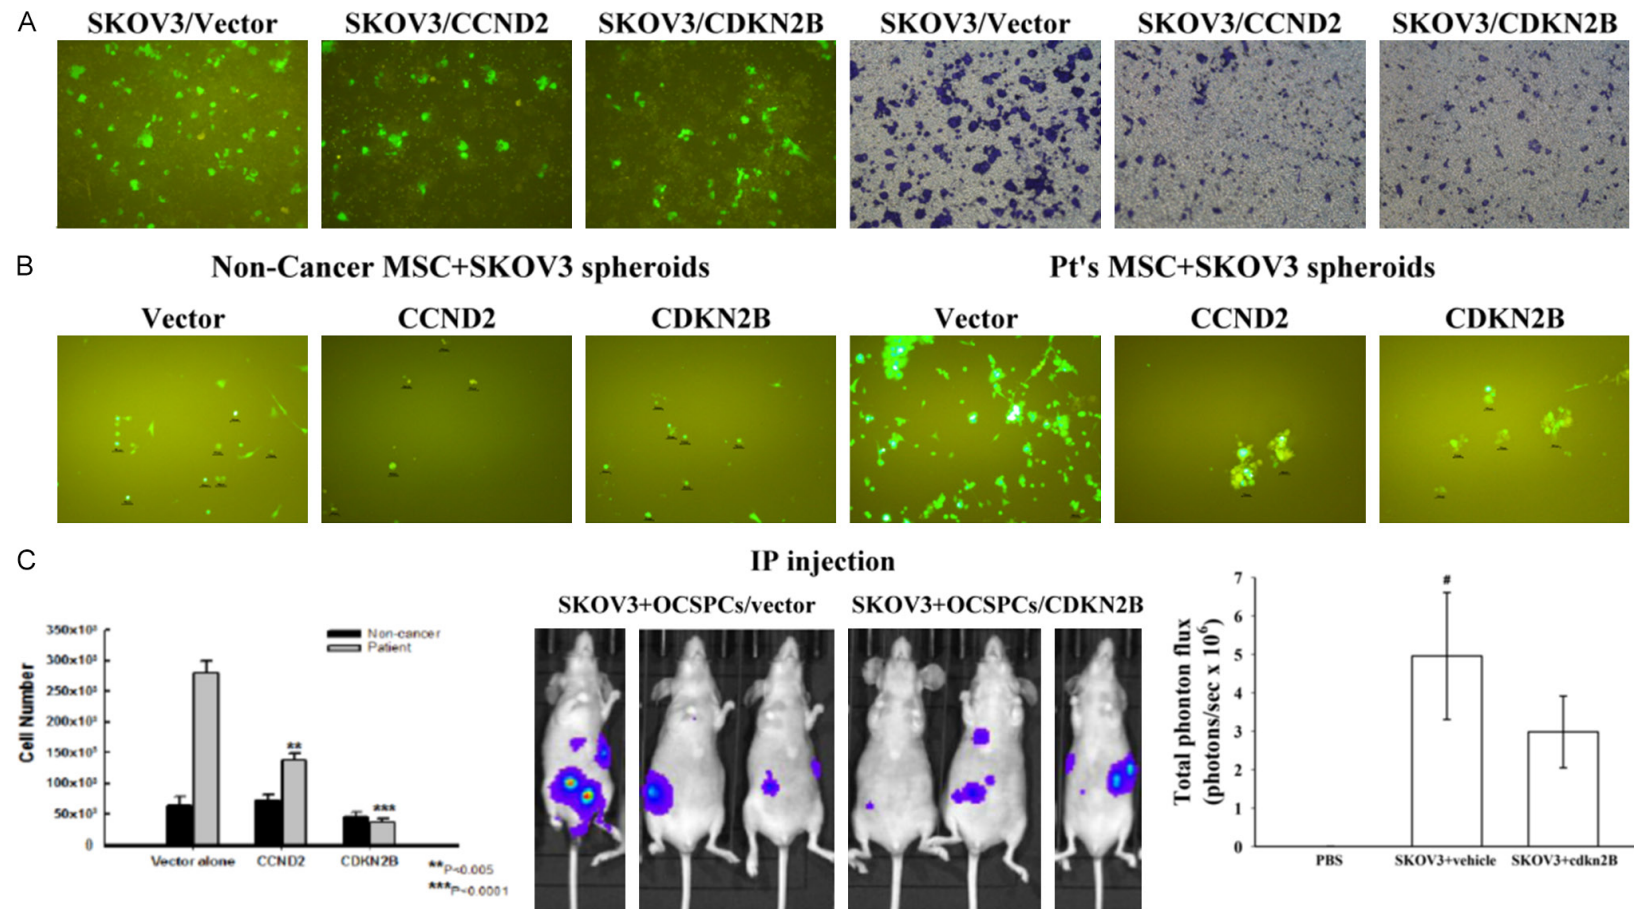 A
SKOV3/Vector
SKOV3/CCND2
SKOV3/CDKN2B
SKOV3/Vector
SKOV3/CCND2
SKOV3/CDKN2B
B
Non-Cancer MSC+SKOV3 spheroids
Pt's MSC+SKOV3 spheroids
Vector
CCND2
CDKN2B
Vector
CCND2
CDKN2B
C
IP injection
SKOV3+OCSPCs/vector
SKOV3+OCSPCs/CDKN2B
Cell Number
350x10³
300x10³
250x10³
200x10³
150x10³
100x10³
50x10³
0
Non-cancer
Patient
**
***
Vector alone
CCND2
CDKN2B
**P<0.005
***P<0.0001
Total phonton flux
(photons/sec x 10⁶)
7
6
5
4
3
2
1
0
#
PBS
SKOV3+vehicle
SKOV3+cdkn2B